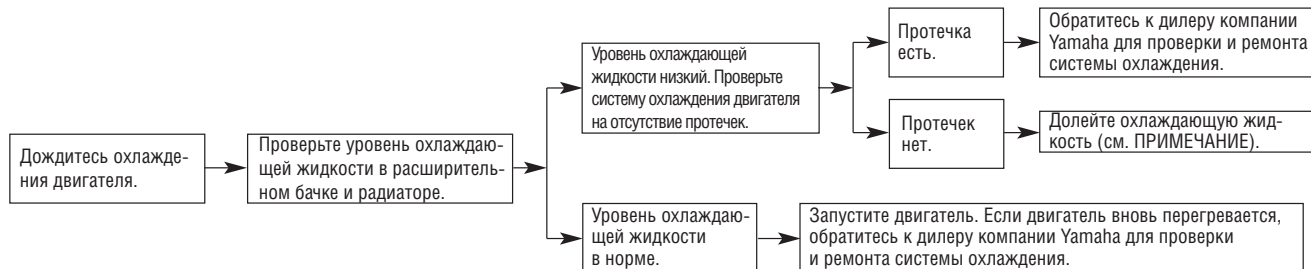 Дождитесь охлажде-
ния двигателя.
Проверьте уровень охлаждаю-
щей жидкости в расширитель-
ном бачке и радиаторе.
Уровень охлаждающей
жидкости низкий. Проверьте
систему охлаждения двигателя
на отсутствие протечек.
Протечка
есть.
Обратитесь к дилеру компании
Yamaha для проверки и ремонта
системы охлаждения.
Протечек
нет.
Долейте охлаждающую жид-
кость (см. ПРИМЕЧАНИЕ).
Уровень охлаждаю-
щей жидкости
в норме.
Запустите двигатель. Если двигатель вновь перегревается,
обратитесь к дилеру компании Yamaha для проверки
и ремонта системы охлаждения.